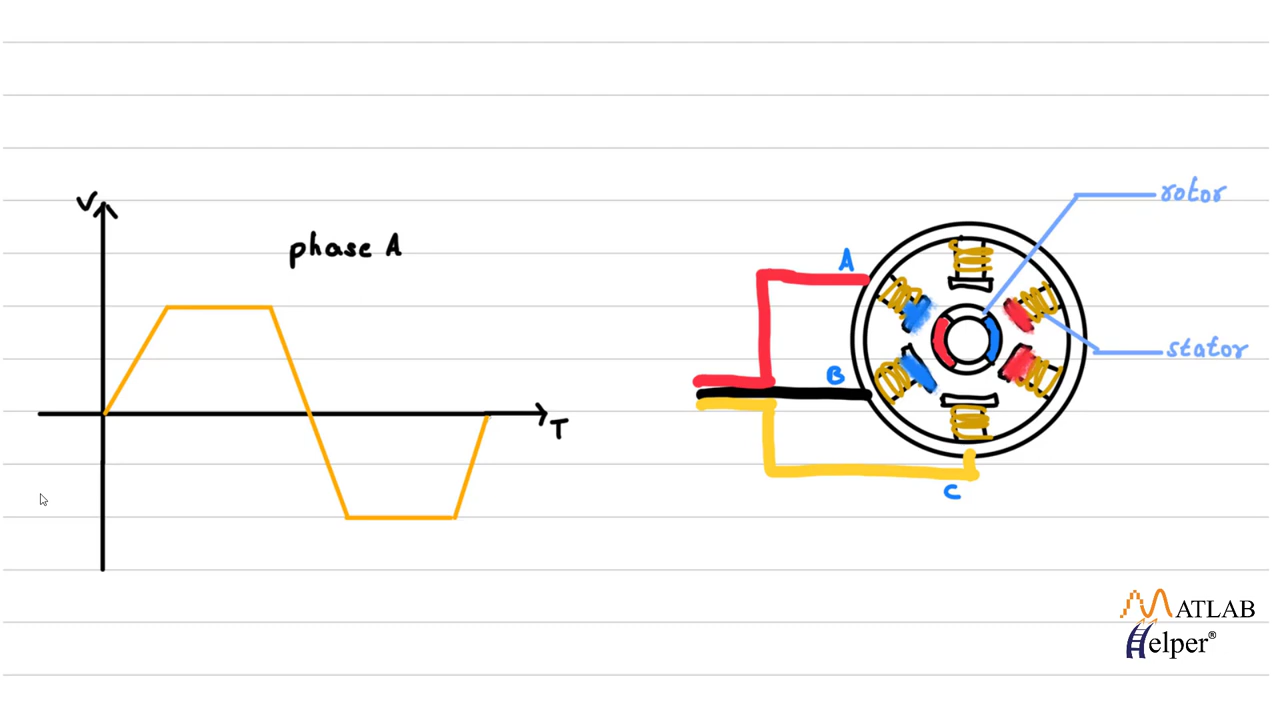 V
phase A
T
rotor
A
stator
B
C
MATLAB
Helper®